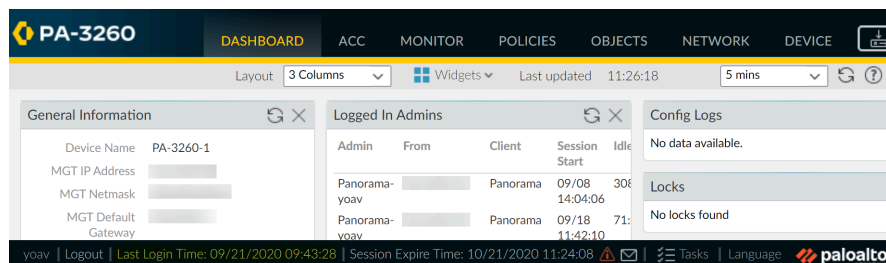 PA-3260
DASHBOARD ACC MONITOR POLICIES OBJECTS NETWORK DEVICE
Layout 3 Columns Widgets Last updated 11:26:18 5 mins
General Information
Device Name PA-3260-1
MGT IP Address
MGT Netmask
MGT Default
Gateway
Logged In Admins
Admin From Client Session Idle
Start
Panorama- Panorama 09/08 308
yoav 14:04:06
Panorama- Panorama 09/18 71:
yoav 11:42:10
Config Logs
No data available.
Locks
No locks found
yoav | Logout | Last Login Time: 09/21/2020 09:43:28 | Session Expire Time: 10/21/2020 11:24:08 | Tasks | Language paloalto